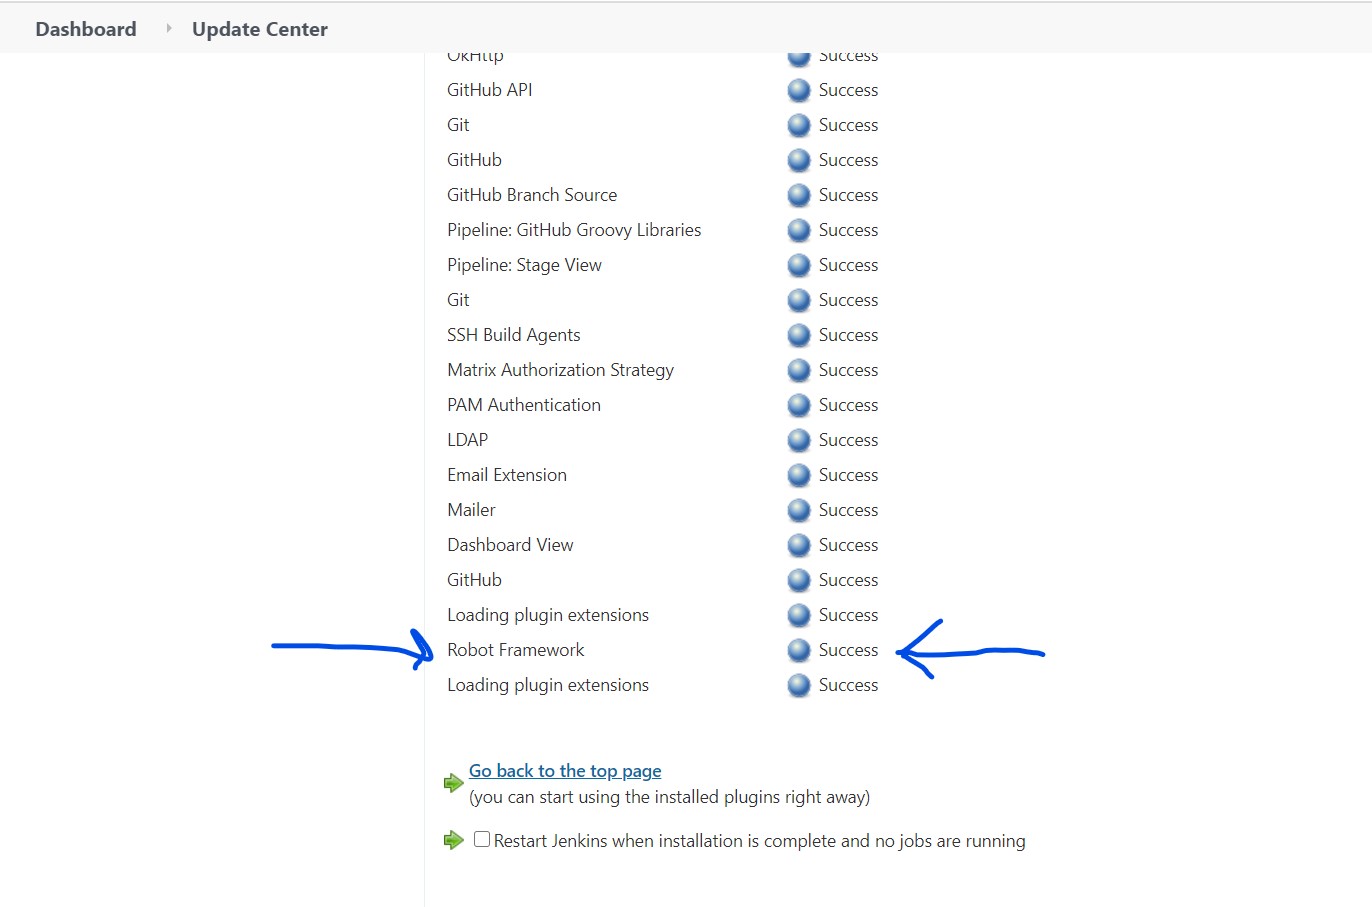 Dashboard Update Center
OkHttp Success
GitHub API Success
Git Success
GitHub Success
GitHub Branch Source Success
Pipeline: GitHub Groovy Libraries Success
Pipeline: Stage View Success
Git Success
SSH Build Agents Success
Matrix Authorization Strategy Success
PAM Authentication Success
LDAP Success
Email Extension Success
Mailer Success
Dashboard View Success
GitHub Success
Loading plugin extensions Success
Robot Framework Success
Loading plugin extensions Success
Go back to the top page
(you can start using the installed plugins right away)
Restart Jenkins when installation is complete and no jobs are running